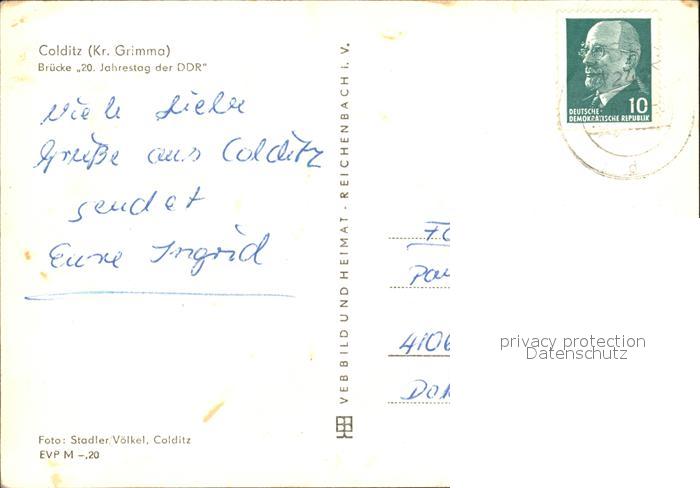 Colditz (Kr. Grimma)
Brücke „20. Jahrestag der DDR"
Viele liebe
Grüße aus Colditz
sendet
Eure Ingrid
Foto: Stadler/Völkel, Colditz
EVP M -,20
VEB BILD UND HEIMAT · REICHENBACH i. V.
DEUTSCHE
DEMOKRATISCHE REPUBLIK 10
4106
privacy protection
Datenschutz